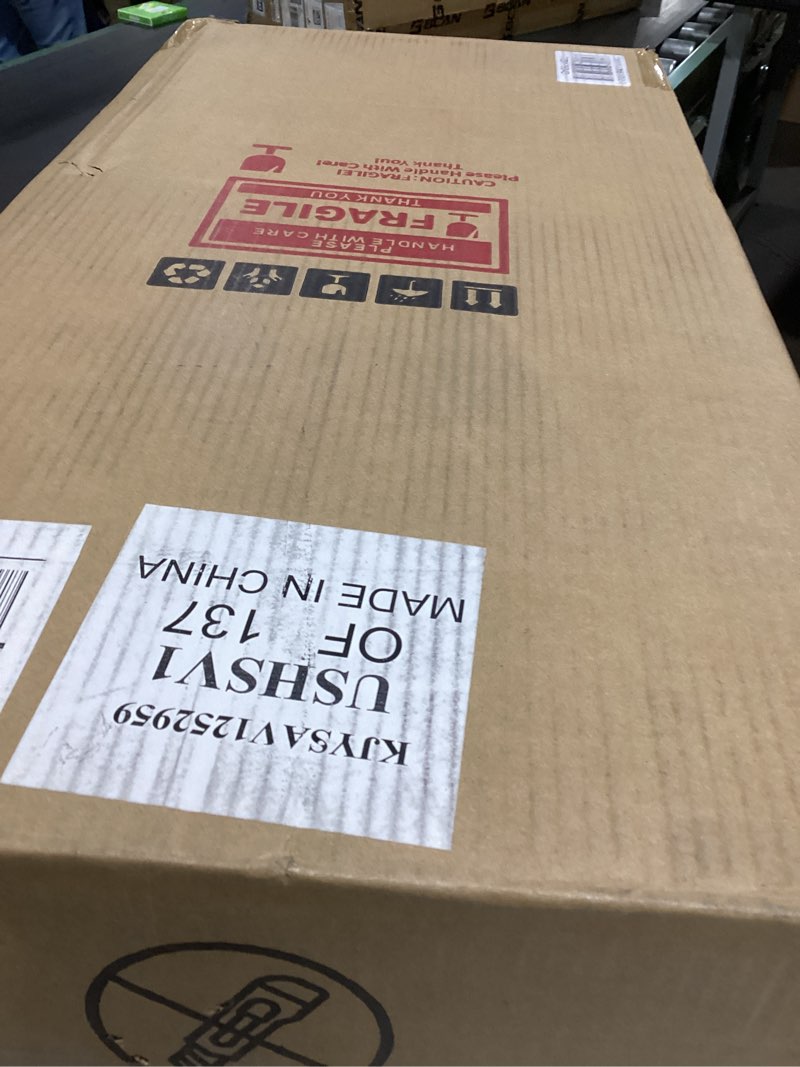 KJYSAV1252959
USHSV1
OF 137
MADE IN CHINA
PLEASE
HANDLE WITH CARE
FRAGILE
THANK YOU
CAUTION: FRAGILE!
Please Handle With Care!
Thank You!